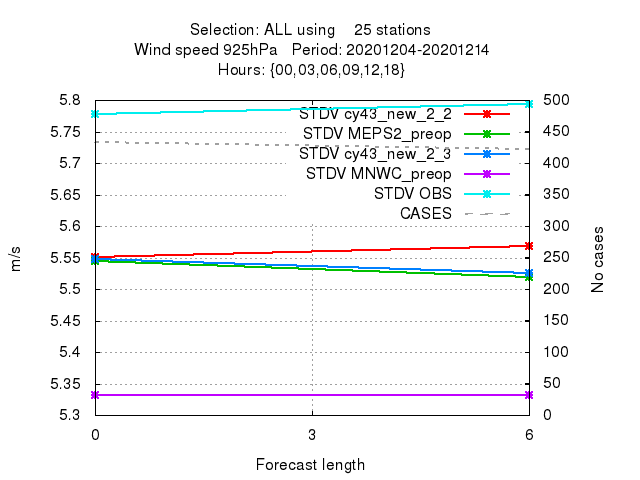 Selection: ALL using 25 stations
Wind speed 925hPa Period: 20201204-20201214
Hours: {00,03,06,09,12,18}
5.8
5.75
5.7
5.65
5.6
5.55
5.5
5.45
5.4
5.35
5.3
500
450
400
350
300
250
200
150
100
50
0
STDV cy43_new_2_2
STDV MEPS2_preop
STDV cy43_new_2_3
STDV MNWC_preop
STDV OBS
CASES
m/s
No cases
0 3 6
Forecast length